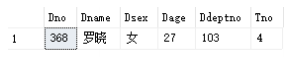 Dno Dname Dsex Dage Ddeptno Tno
1 368 罗晓 女 27 103 4